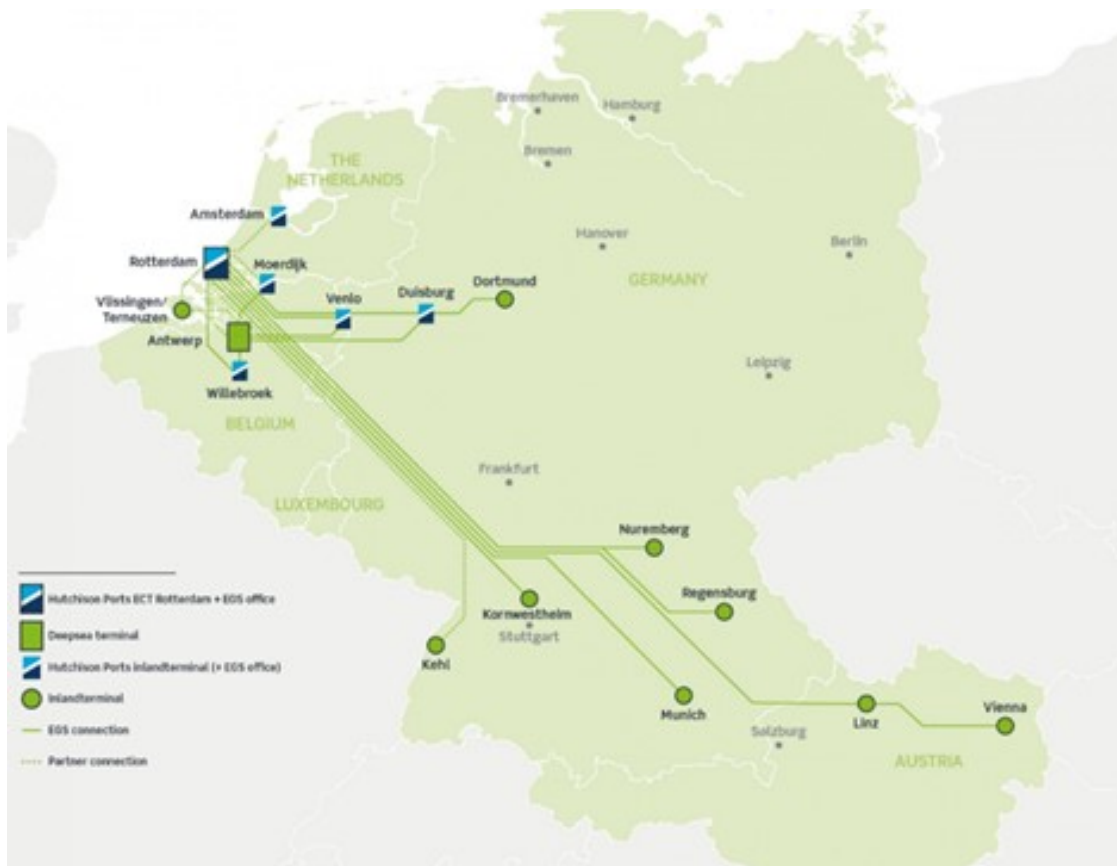 Bremerhaven
Hamburg
Bremen
THE
NETHERLANDS
Amsterdam
Hanover
Berlin
Rotterdam
Moerdijk
GERMANY
Vlissingen/
Terneuzen
Venlo
Duisburg
Dortmund
Antwerp
Leipzig
Willebroek
BELGIUM
Frankfurt
LUXEMBOURG
Nuremberg
Regensburg
Kornwestheim
Stuttgart
Kehl
Munich
Linz
Vienna
Salzburg
AUSTRIA
Hutchison Ports ECT Rotterdam + EGS office
Deepsea terminal
Hutchison Ports inlandterminal (+ EGS office)
Inlandterminal
EGS connection
Partner connection